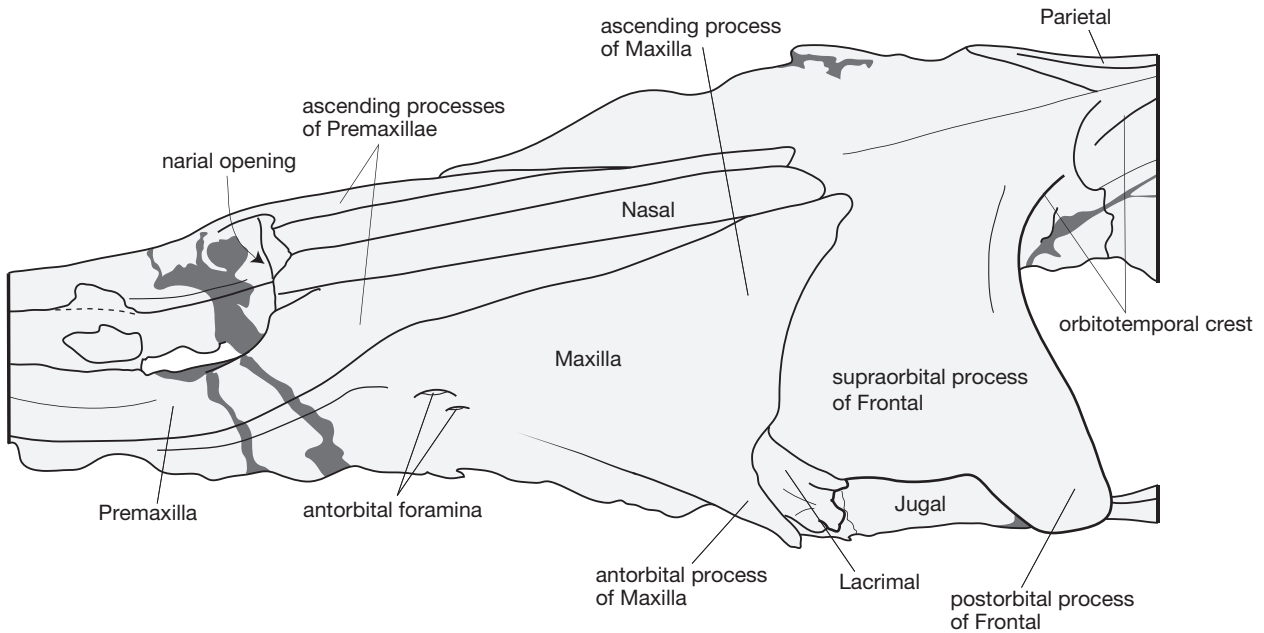 Parietal
ascending process
of Maxilla
ascending processes
of Premaxillae
narial opening
Nasal
orbitotemporal crest
Maxilla
supraorbital process
of Frontal
Premaxilla
antorbital foramina
Jugal
antorbital process
of Maxilla
Lacrimal
postorbital process
of Frontal